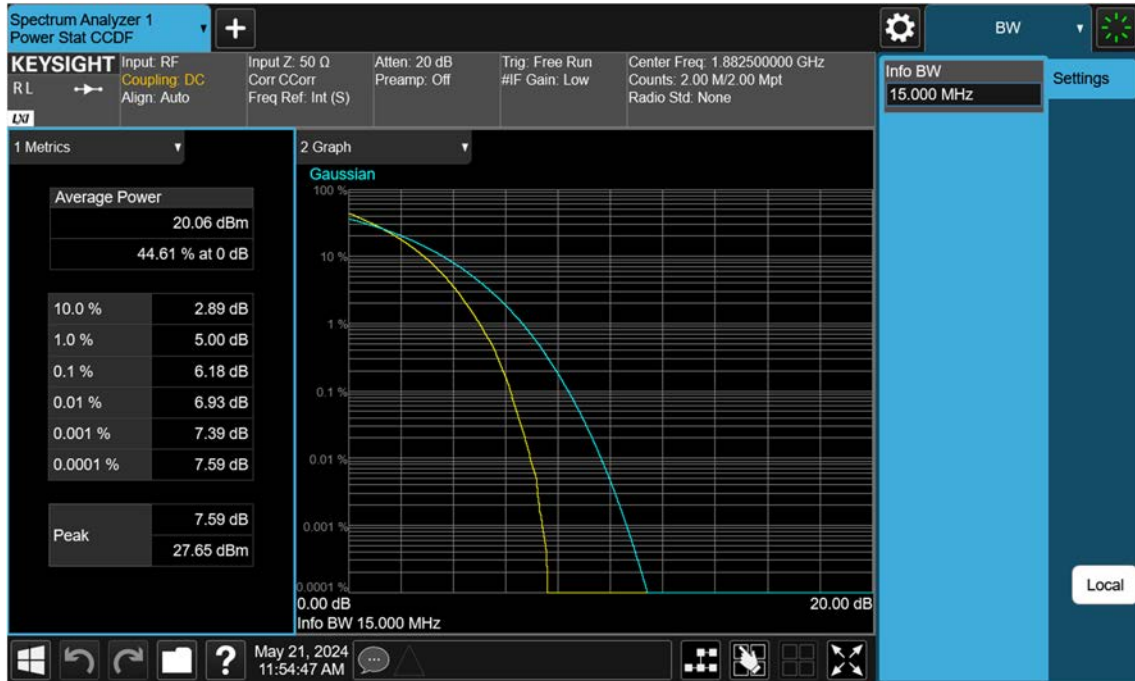 Spectrum Analyzer 1
Power Stat CCDF
+
BW
KEYSIGHT
R L
LXI
Input: RF
Coupling: DC
Align: Auto
Input Z: 50 Ω
Corr CCorr
Freq Ref: Int (S)
Atten: 20 dB
Preamp: Off
Trig: Free Run
#IF Gain: Low
Center Freq: 1.882500000 GHz
Counts: 2.00 M/2.00 Mpt
Radio Std: None
Info BW
15.000 MHz
Settings
1 Metrics
Average Power
20.06 dBm
44.61 % at 0 dB
10.0 % 2.89 dB
1.0 % 5.00 dB
0.1 % 6.18 dB
0.01 % 6.93 dB
0.001 % 7.39 dB
0.0001 % 7.59 dB
Peak
7.59 dB
27.65 dBm
2 Graph
Gaussian
100 %
10 %
1 %
0.1 %
0.01 %
0.001 %
0.0001 %
0.00 dB 20.00 dB
Info BW 15.000 MHz
Local
?
May 21, 2024
11:54:47 AM